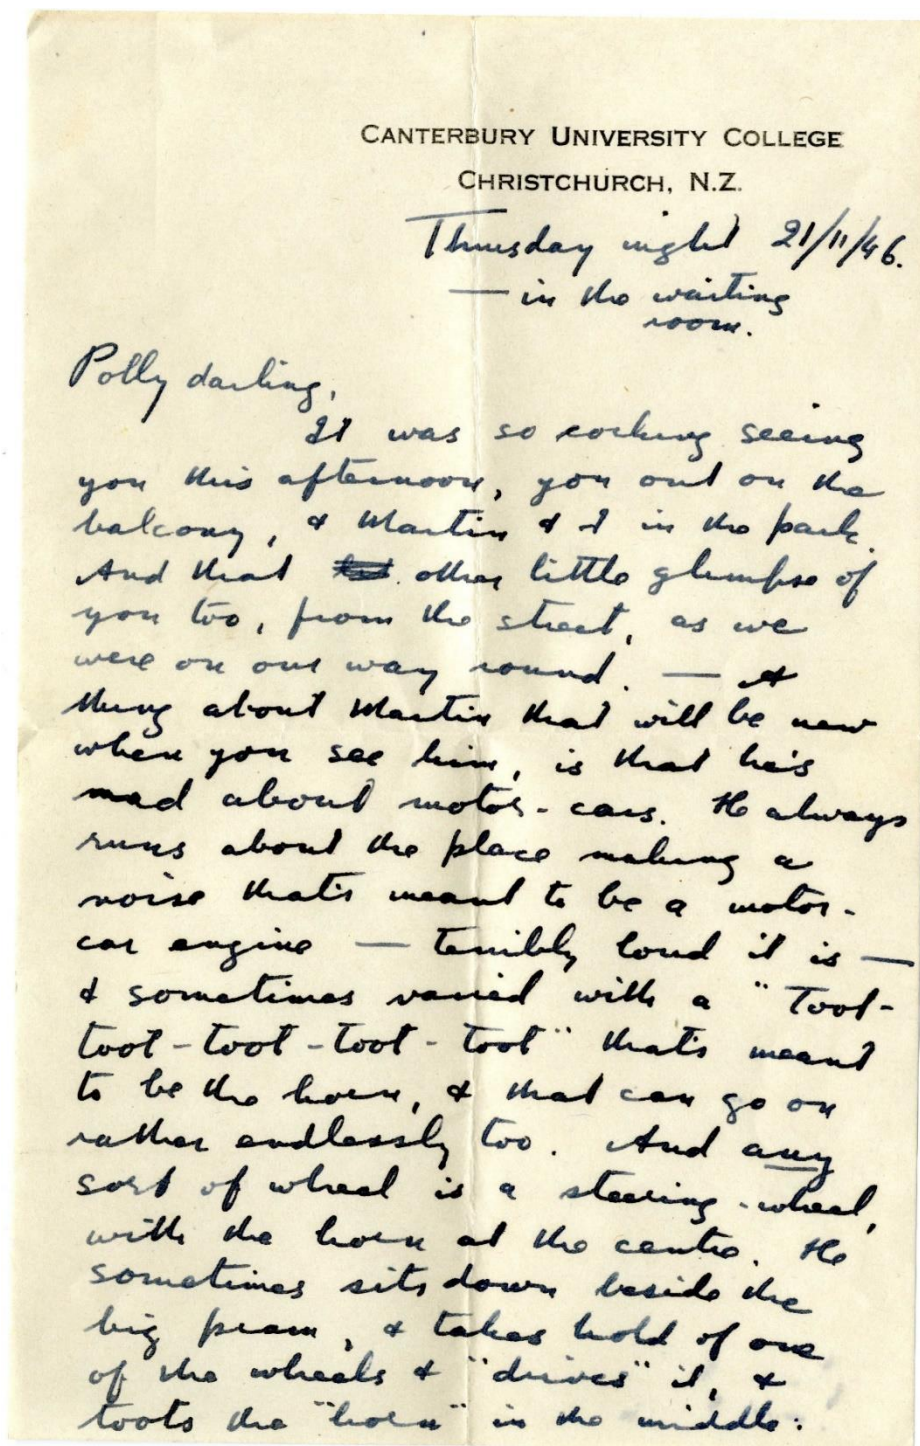 CANTERBURY UNIVERSITY COLLEGE
CHRISTCHURCH, N.Z.
Thursday night 21/11/46.
— in the waiting
room.
Polly darling,
It was so corking seeing
you this afternoon, you out on the
balcony, & Martin & I in the park.
And that other little glimpse of
you too, from the street, as we
were on our way round. — A
thing about Martin that will be new
when you see him, is that he's
mad about motor-cars. He always
runs about the place making a
noise that's meant to be a motor-
car engine — terribly loud it is —
& sometimes varied with a "Toot-
toot-toot-toot-toot" that's meant
to be the horn, & that can go on
rather endlessly too. And any
sort of wheel is a steering-wheel,
with the horn at the centre. He
sometimes sits down beside the
big pram, & takes hold of one
of the wheels & "drives" it, &
toots the "horn" in the middle: